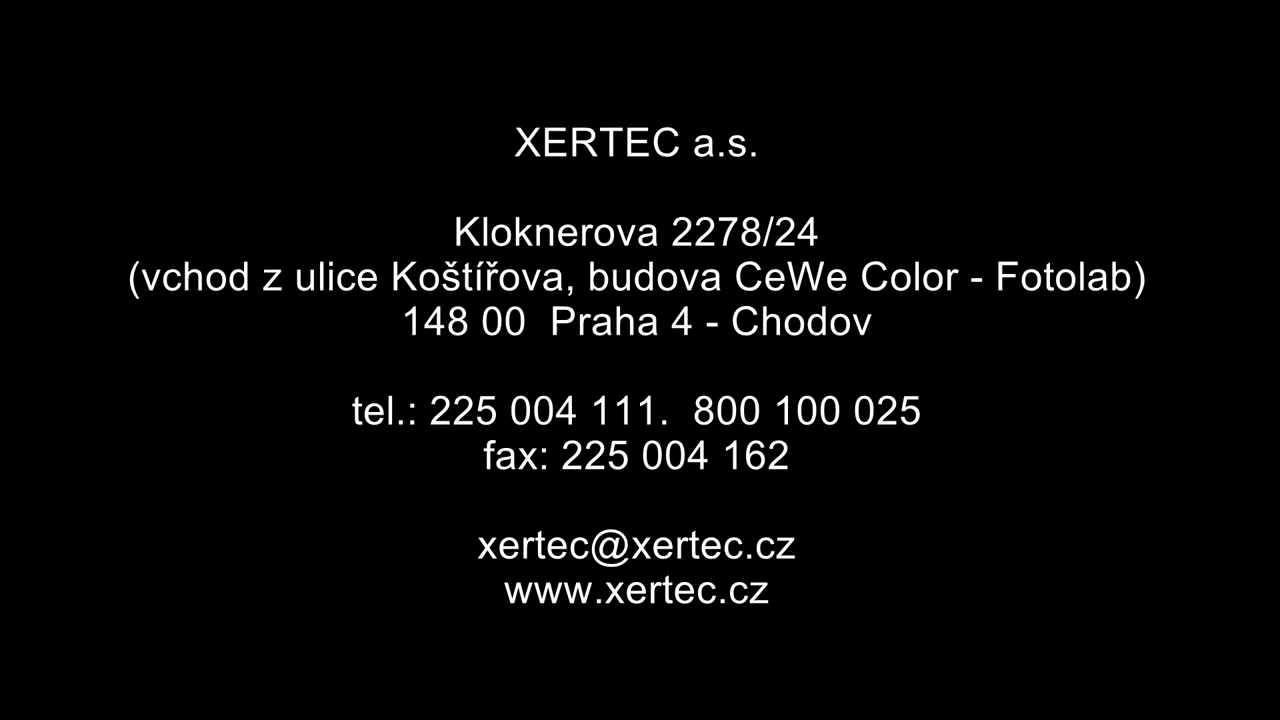 XERTEC a.s.
Kloknerova 2278/24
(vchod z ulice Koštířova, budova CeWe Color - Fotolab)
148 00  Praha 4 - Chodov
tel.: 225 004 111.  800 100 025
fax: 225 004 162
xertec@xertec.cz
www.xertec.cz